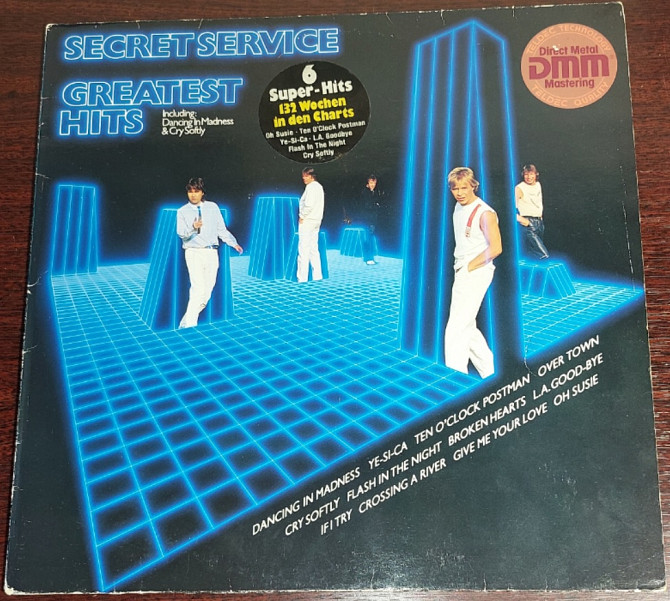 SECRET SERVICE
GREATEST
HITS
Including:
Dancing In Madness
& Cry Softly
6
Super-Hits
132 Wochen
in den Charts
Oh Susie · Ten O'Clock Postman
Ye-Si-Ca · L.A. Goodbye
Flash In The Night
Cry Softly
Direct Metal
DMM
Mastering
DANCING IN MADNESS YE-SI-CA TEN O'CLOCK POSTMAN OVER TOWN
CRY SOFTLY FLASH IN THE NIGHT BROKEN HEARTS L.A. GOOD-BYE
IF I TRY CROSSING A RIVER GIVE ME YOUR LOVE OH SUSIE